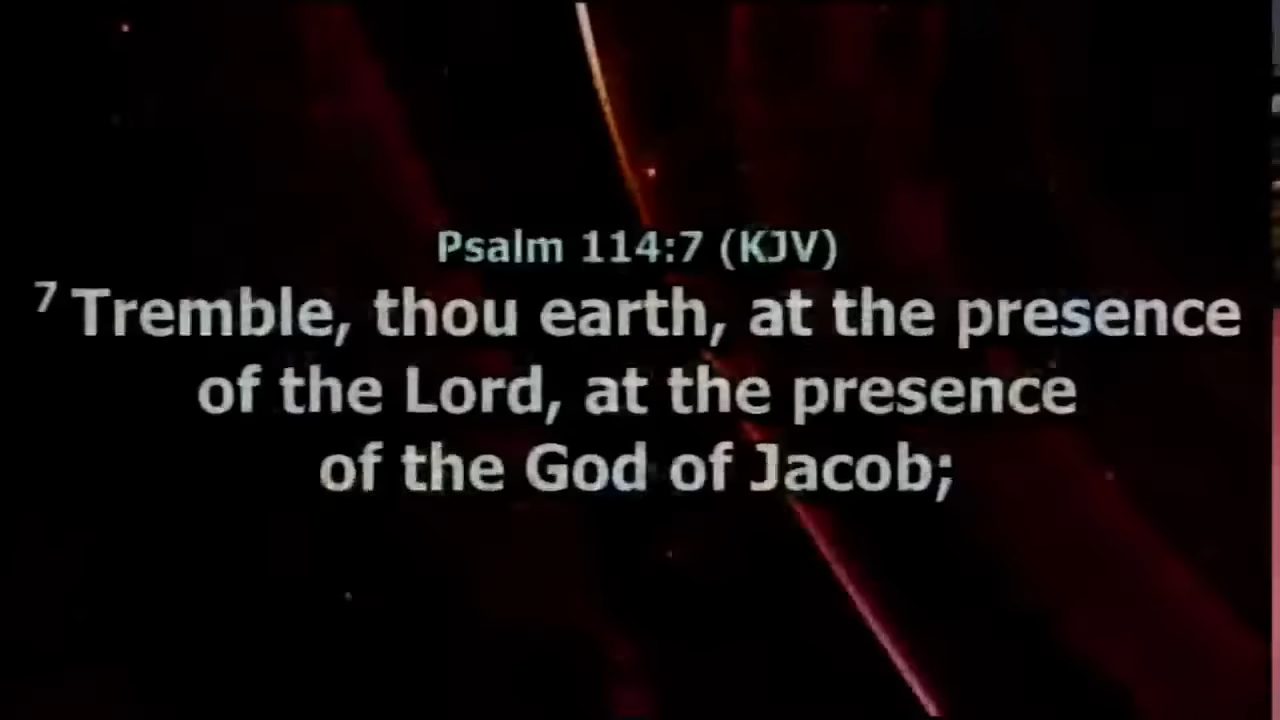 Psalm 114:7 (KJV)
7 Tremble, thou earth, at the presence
of the Lord, at the presence
of the God of Jacob;